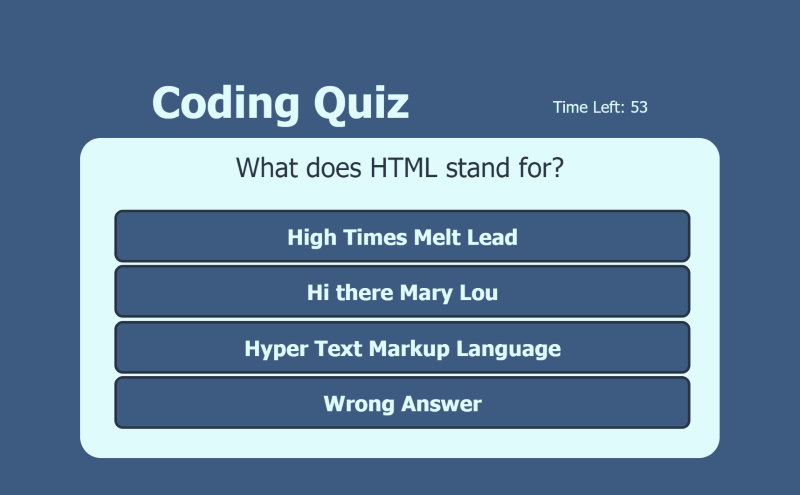 Coding Quiz
Time Left: 53
What does HTML stand for?
High Times Melt Lead
Hi there Mary Lou
Hyper Text Markup Language
Wrong Answer